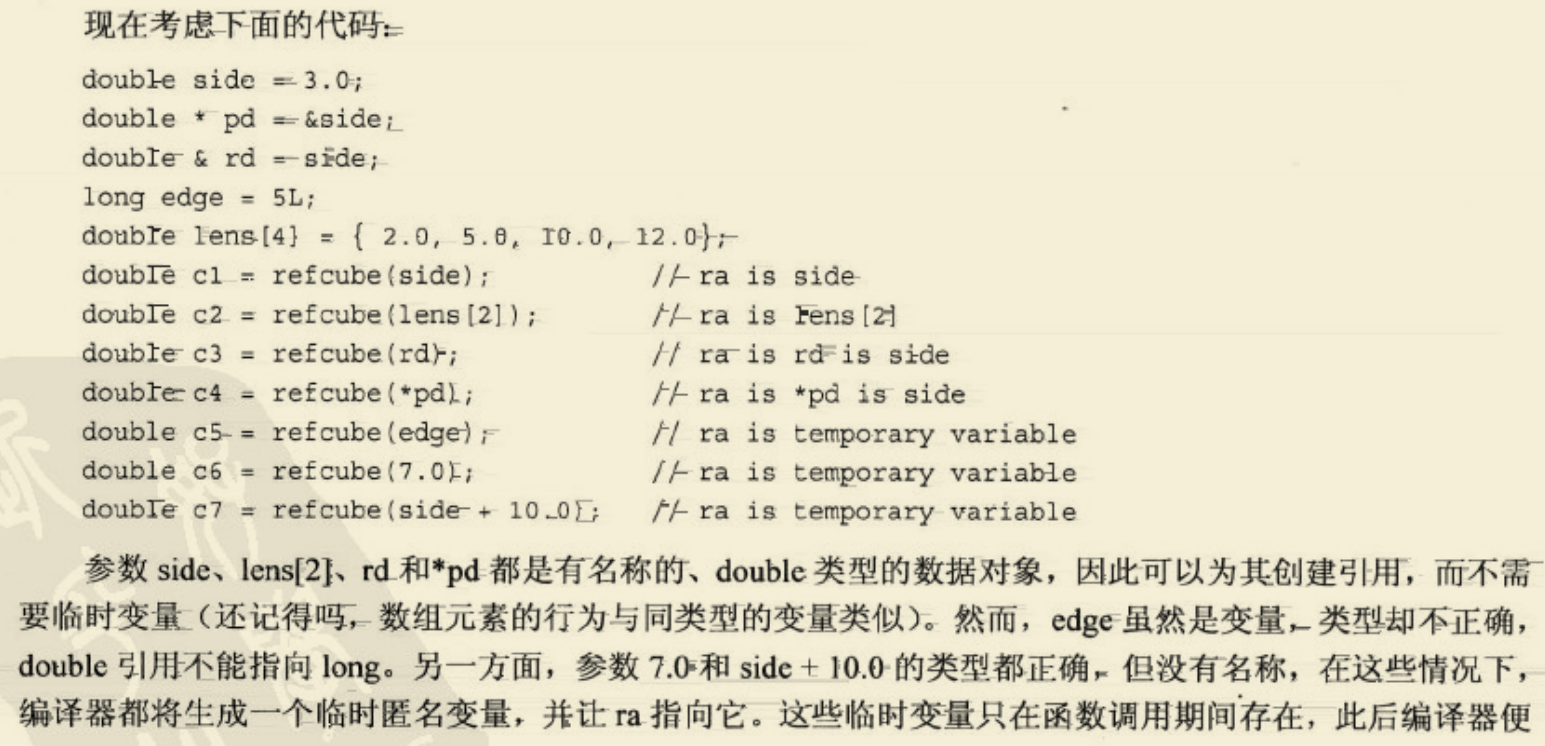 现在考虑下面的代码：
double side = 3.0;
double * pd = &side;
double & rd = side;
long edge = 5L;
double lens[4] = { 2.0, 5.0, 10.0, 12.0};
double c1 = refcube(side); // ra is side
double c2 = refcube(lens[2]); // ra is lens[2]
double c3 = refcube(rd); // ra is rd is side
double c4 = refcube(*pd); // ra is *pd is side
double c5 = refcube(edge); // ra is temporary variable
double c6 = refcube(7.0); // ra is temporary variable
double c7 = refcube(side + 10.0); // ra is temporary variable
参数 side、lens[2]、rd 和*pd 都是有名称的、double 类型的数据对象，因此可以为其创建引用，而不需
要临时变量（还记得吗，数组元素的行为与同类型的变量类似）。然而，edge 虽然是变量，类型却不正确，
double 引用不能指向 long。另一方面，参数 7.0 和 side + 10.0 的类型都正确，但没有名称，在这些情况下，
编译器都将生成一个临时匿名变量，并让 ra 指向它。这些临时变量只在函数调用期间存在，此后编译器便